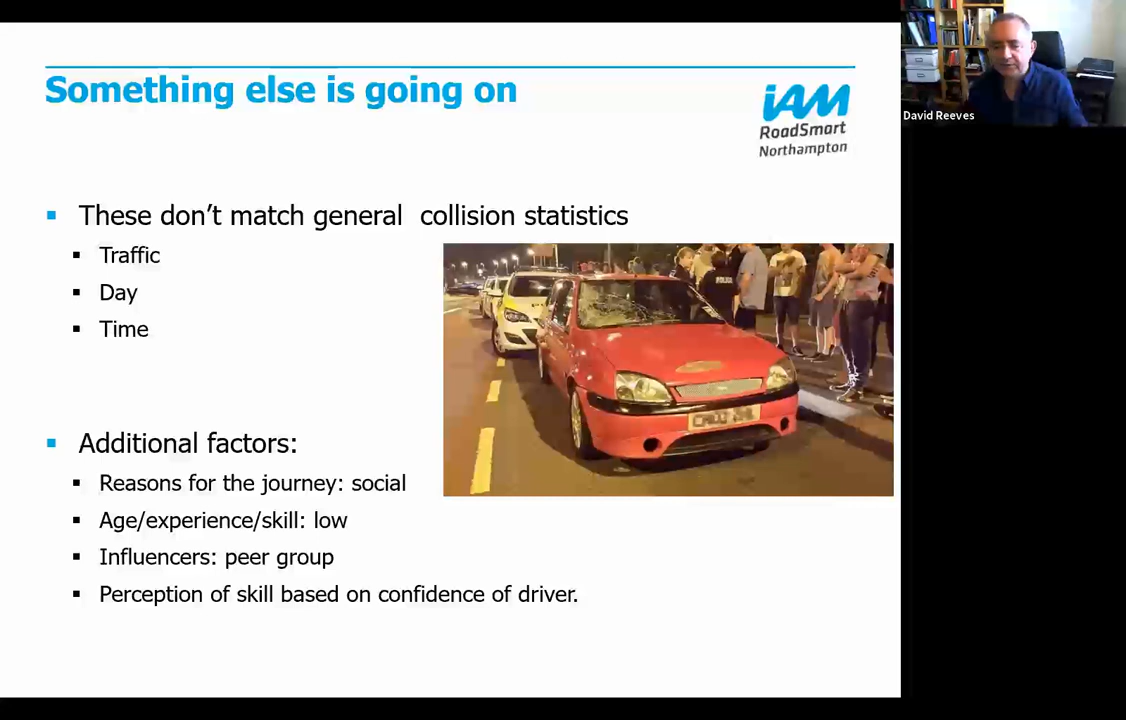 Something else is going on
iAM
RoadSmart
Northampton
David Reeves
These don’t match general collision statistics
Traffic
Day
Time
Additional factors:
Reasons for the journey: social
Age/experience/skill: low
Influencers: peer group
Perception of skill based on confidence of driver.